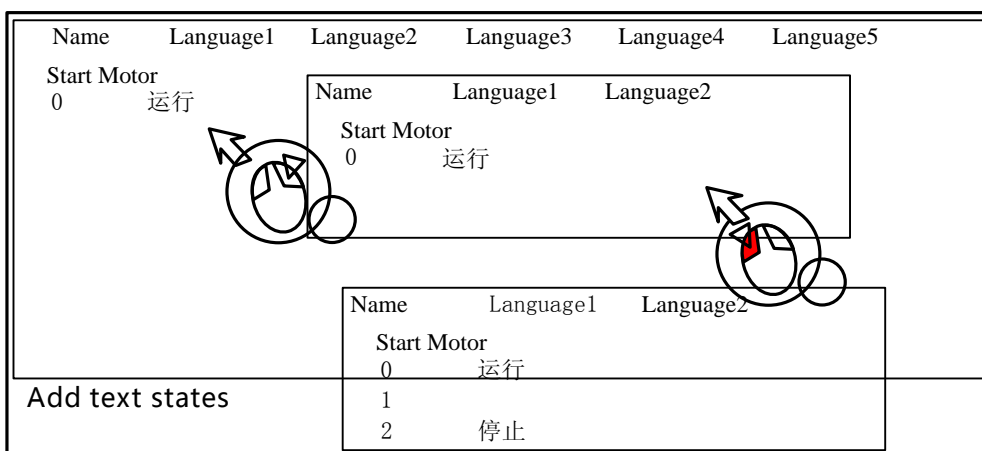 Name Language1 Language2 Language3 Language4 Language5
Start Motor
0 运行
Name Language1 Language2
Start Motor
0 运行
Name Language1 Language2
Start Motor
0 运行
1
2 停止
Add text states